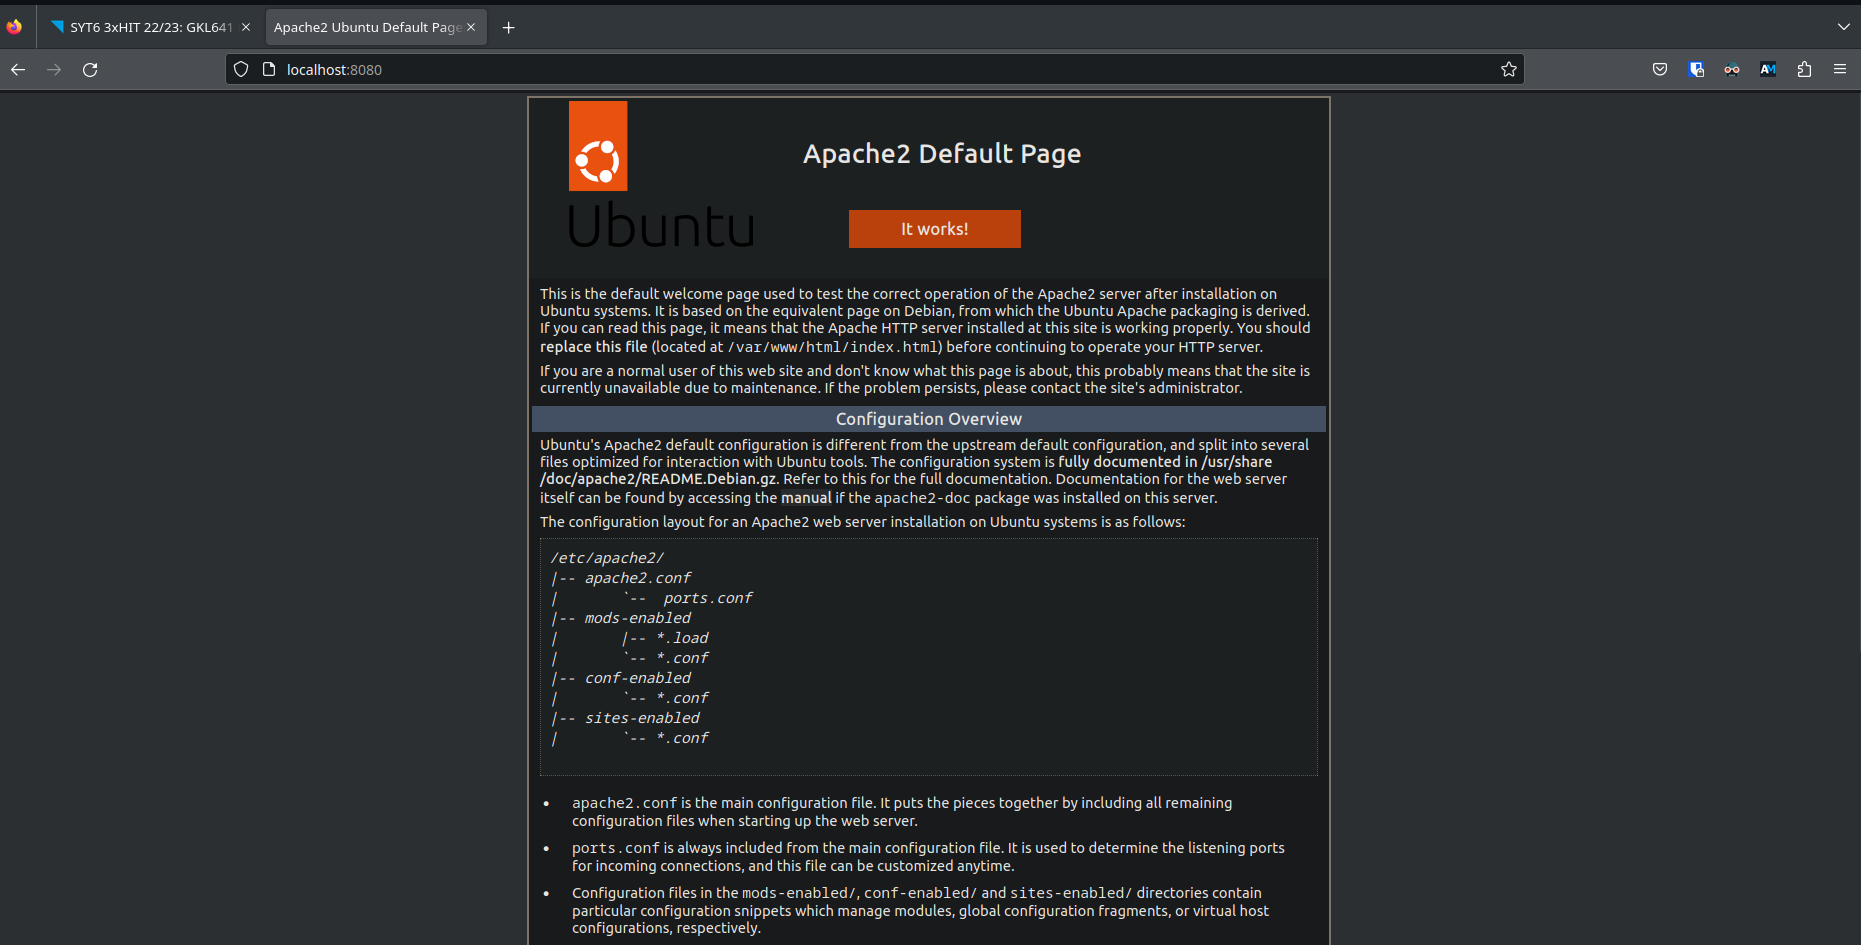 SYT6 3xHIT 22/23: GKL641
Apache2 Ubuntu Default Page
localhost:8080
AM
Ubuntu
Apache2 Default Page
It works!
This is the default welcome page used to test the correct operation of the Apache2 server after installation on
Ubuntu systems. It is based on the equivalent page on Debian, from which the Ubuntu Apache packaging is derived.
If you can read this page, it means that the Apache HTTP server installed at this site is working properly. You should
replace this file (located at /var/www/html/index.html) before continuing to operate your HTTP server.
If you are a normal user of this web site and don't know what this page is about, this probably means that the site is
currently unavailable due to maintenance. If the problem persists, please contact the site's administrator.
Configuration Overview
Ubuntu's Apache2 default configuration is different from the upstream default configuration, and split into several
files optimized for interaction with Ubuntu tools. The configuration system is fully documented in /usr/share
/doc/apache2/README.Debian.gz. Refer to this for the full documentation. Documentation for the web server
itself can be found by accessing the manual if the apache2-doc package was installed on this server.
The configuration layout for an Apache2 web server installation on Ubuntu systems is as follows:
/etc/apache2/
|-- apache2.conf
|       `--  ports.conf
|-- mods-enabled
|       |-- *.load
|       `-- *.conf
|-- conf-enabled
|       `-- *.conf
|-- sites-enabled
|       `-- *.conf
• apache2.conf is the main configuration file. It puts the pieces together by including all remaining
configuration files when starting up the web server.
• ports.conf is always included from the main configuration file. It is used to determine the listening ports
for incoming connections, and this file can be customized anytime.
• Configuration files in the mods-enabled/, conf-enabled/ and sites-enabled/ directories contain
particular configuration snippets which manage modules, global configuration fragments, or virtual host
configurations, respectively.